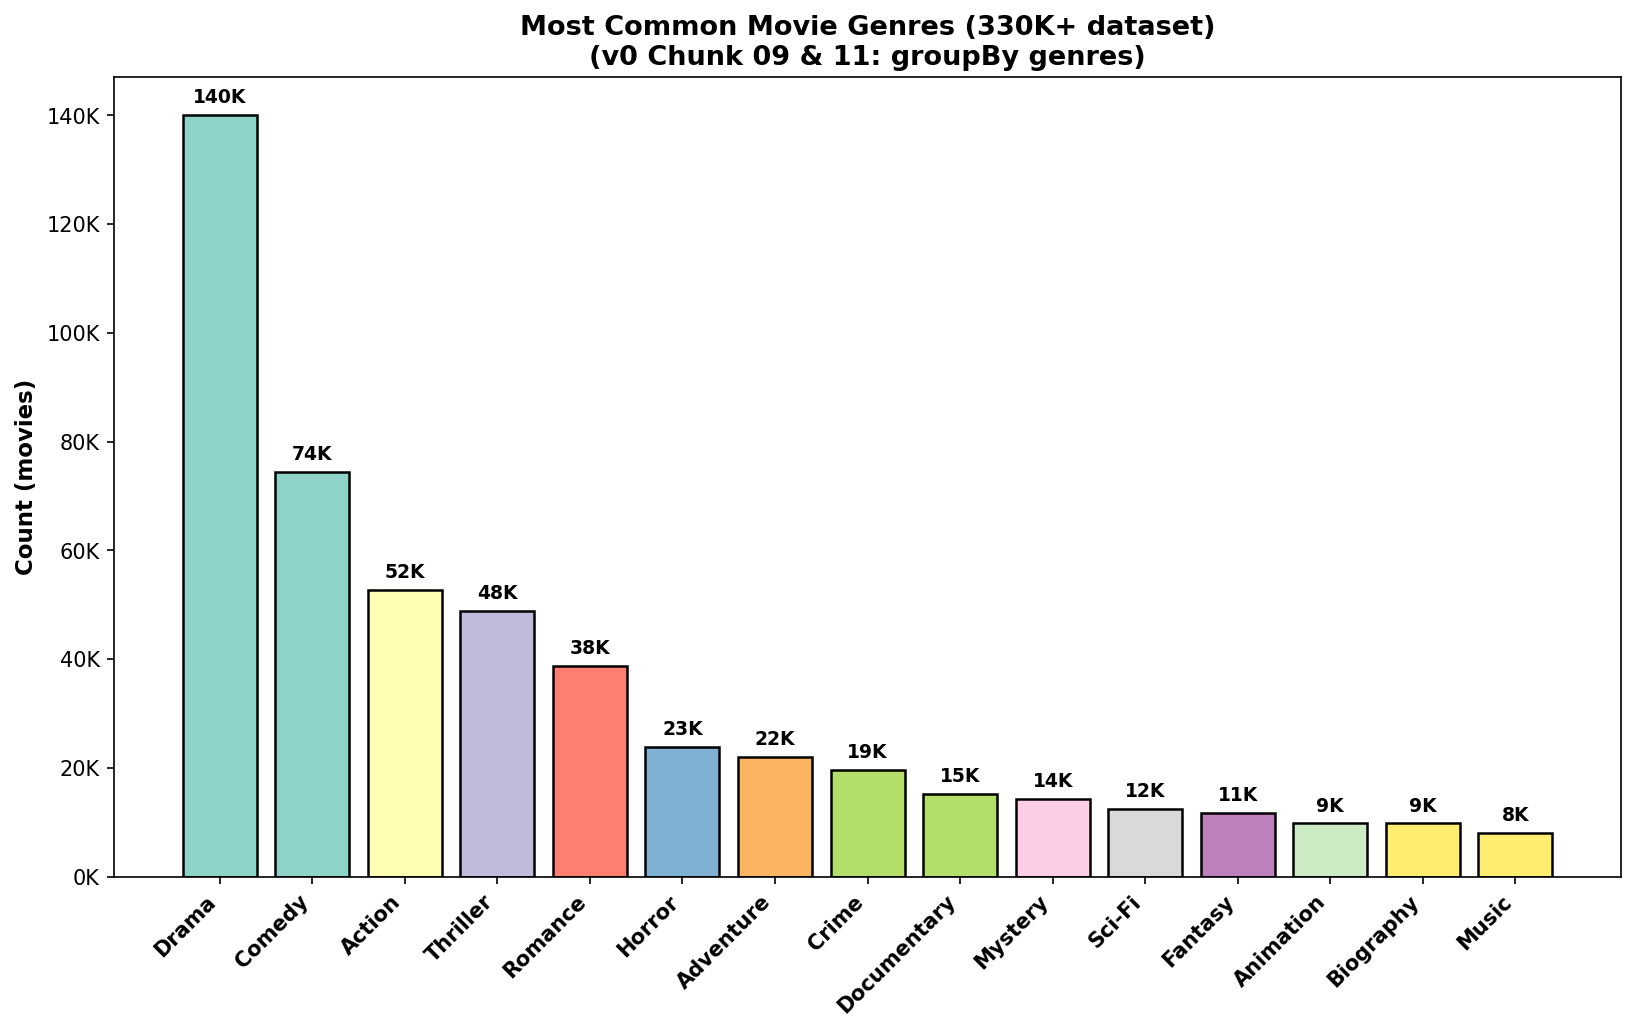 Most Common Movie Genres (330K+ dataset)
(v0 Chunk 09 & 11: groupBy genres)
Count (movies)
140K
120K
100K
80K
60K
40K
20K
0K
140K
74K
52K
48K
38K
23K
22K
19K
15K
14K
12K
11K
9K
9K
8K
Drama
Comedy
Action
Thriller
Romance
Horror
Adventure
Crime
Documentary
Mystery
Sci-Fi
Fantasy
Animation
Biography
Music